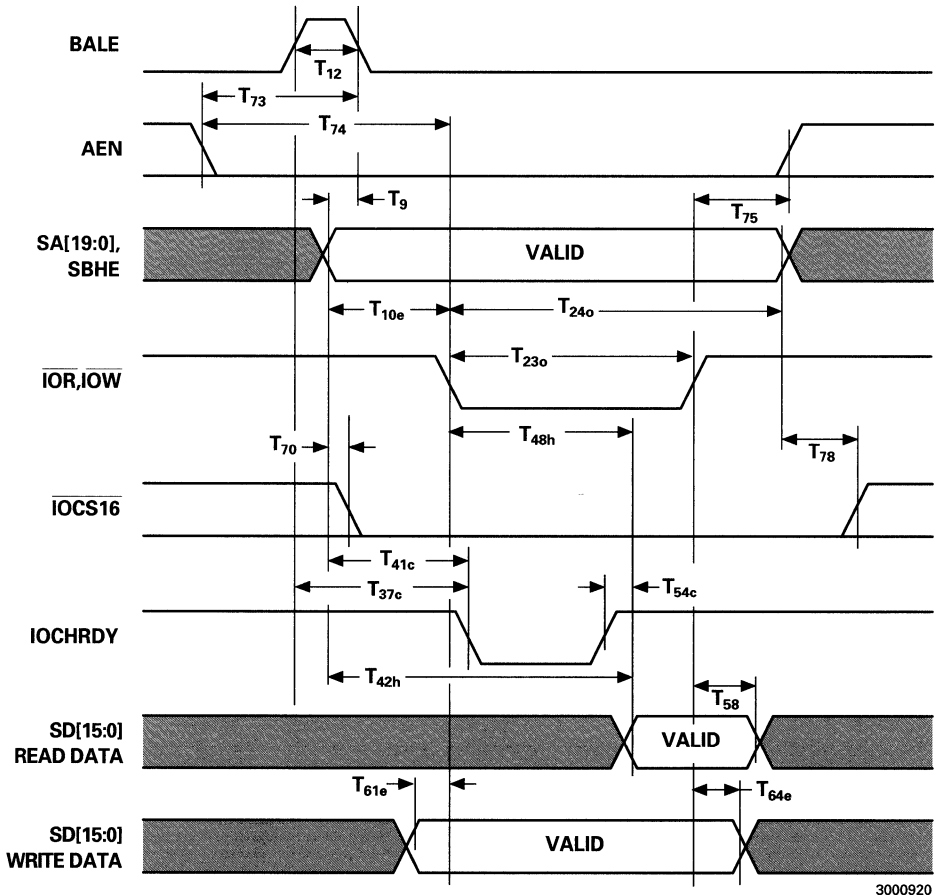 BALE
T12
T73
T74
AEN
T9
T75
SA[19:0],
SBHE
VALID
T10e
T24o
IOR,IOW
T23o
T48h
T70
T78
IOCS16
T41c
T37c
T54c
IOCHRDY
T42h
T58
SD[15:0]
READ DATA
VALID
T61e
T64e
SD[15:0]
WRITE DATA
VALID
3000920